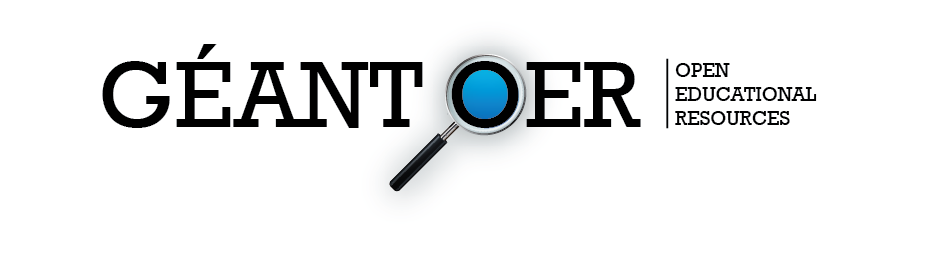 GÉANT OER
OPEN
EDUCATIONAL
RESOURCES